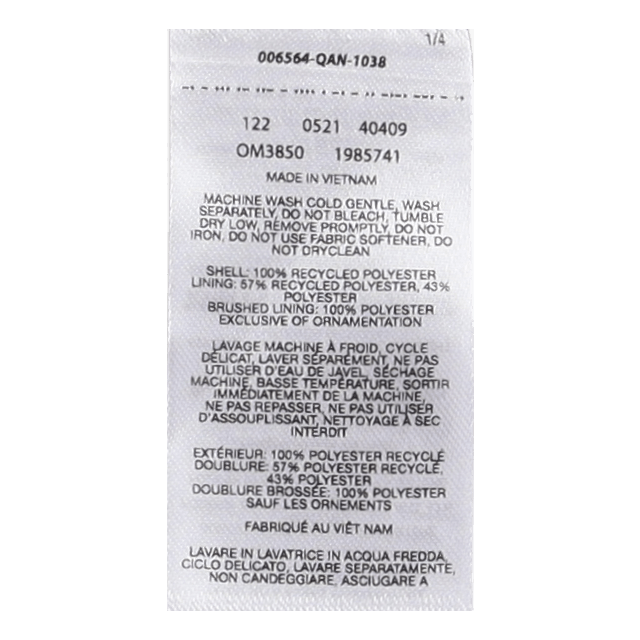 1/4
006564-QAN-1038
122 0521 40409
OM3850 1985741
MADE IN VIETNAM
MACHINE WASH COLD GENTLE, WASH
SEPARATELY, DO NOT BLEACH, TUMBLE
DRY LOW, REMOVE PROMPTLY, DO NOT
IRON, DO NOT USE FABRIC SOFTENER, DO
NOT DRYCLEAN
SHELL: 100% RECYCLED POLYESTER
LINING: 57% RECYCLED POLYESTER, 43%
POLYESTER
BRUSHED LINING: 100% POLYESTER
EXCLUSIVE OF ORNAMENTATION
LAVAGE MACHINE À FROID, CYCLE
DÉLICAT, LAVER SÉPARÉMENT, NE PAS
UTILISER D'EAU DE JAVEL, SÉCHAGE
MACHINE, BASSE TEMPÉRATURE, SORTIR
IMMÉDIATEMENT DE LA MACHINE,
NE PAS REPASSER, NE PAS UTILISER
D'ASSOUPLISSANT, NETTOYAGE À SEC
INTERDIT
EXTÉRIEUR: 100% POLYESTER RECYCLÉ
DOUBLURE: 57% POLYESTER RECYCLÉ,
43% POLYESTER
DOUBLURE BROSSÉE: 100% POLYESTER
SAUF LES ORNEMENTS
FABRIQUÉ AU VIÊT NAM
LAVARE IN LAVATRICE IN ACQUA FREDDA,
CICLO DELICATO, LAVARE SEPARATAMENTE,
NON CANDEGGIARE, ASCIUGARE A